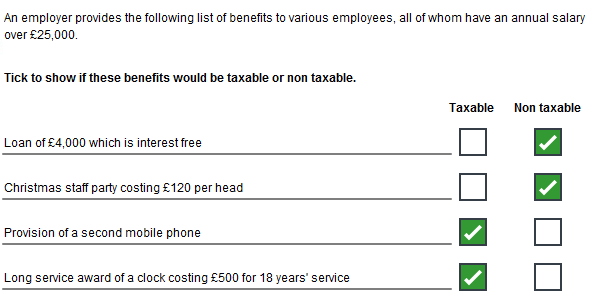 An employer provides the following list of benefits to various employees, all of whom have an annual salary
over £25,000.
Tick to show if these benefits would be taxable or non taxable.
Taxable Non taxable
Loan of £4,000 which is interest free
Christmas staff party costing £120 per head
Provision of a second mobile phone
Long service award of a clock costing £500 for 18 years' service